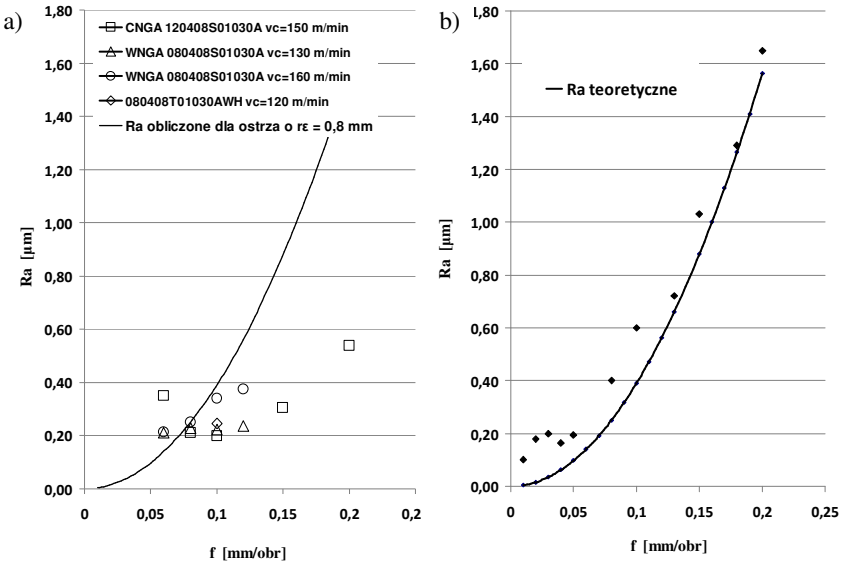 a)
1,80
1,60
1,40
1,20
1,00
0,80
0,60
0,40
0,20
0,00
Ra [µm]
CNGA 120408S01030A vc=150 m/min
WNGA 080408S01030A vc=130 m/min
WNGA 080408S01030A vc=160 m/min
080408T01030AWH vc=120 m/min
Ra obliczone dla ostrza o rε = 0,8 mm
0
0,05
0,1
0,15
0,2
0,2
f [mm/obr]
b)
1,80
1,60
1,40
1,20
1,00
0,80
0,60
0,40
0,20
0,00
Ra [µm]
Ra teoretyczne
0
0,05
0,1
0,15
0,2
0,25
f [mm/obr]